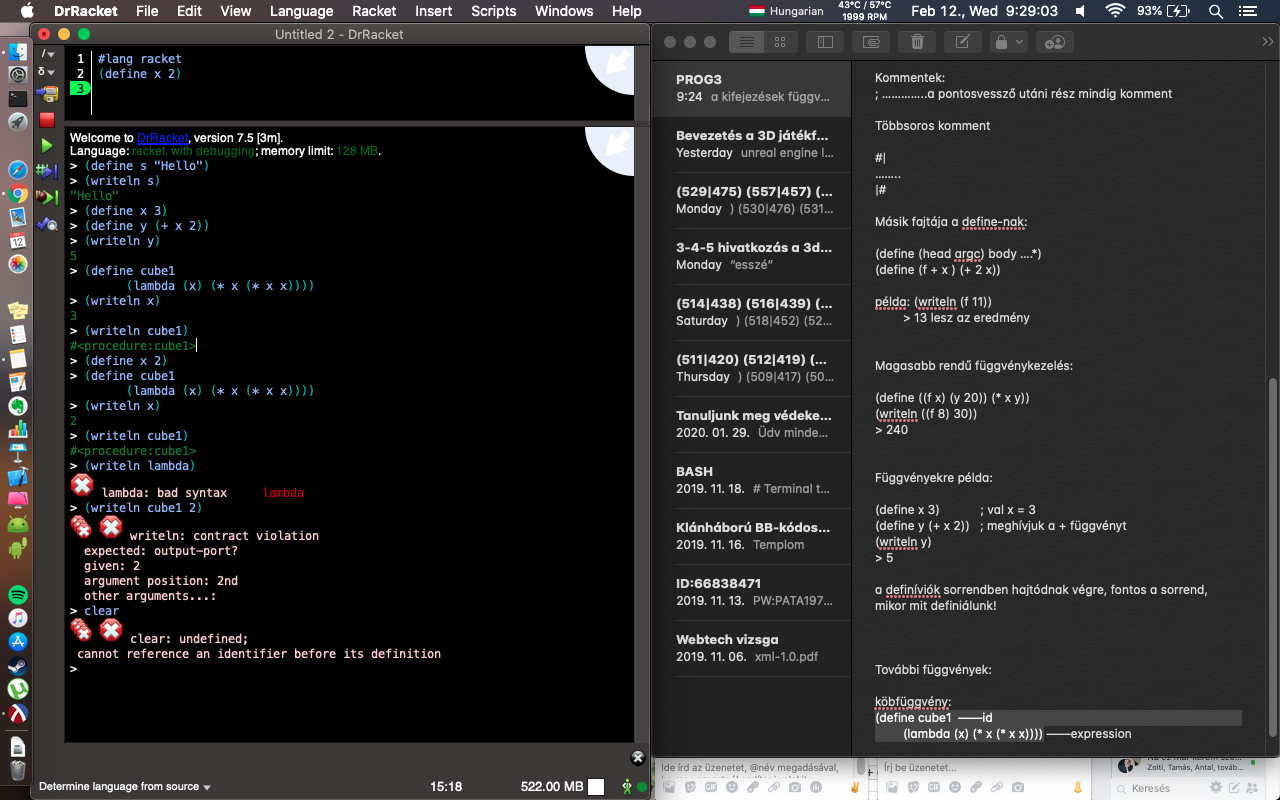 DrRacket File Edit View Language Racket Insert Scripts Windows Help
Hungarian
43°C / 57°C
1999 RPM
Feb 12., Wed 9:29:03
93%
Untitled 2 - DrRacket
1 #lang racket
2 (define x 2)
3
Welcome to DrRacket, version 7.5 [3m].
Language: racket, with debugging; memory limit: 128 MB.
> (define s "Hello")
> (writeln s)
"Hello"
> (define x 3)
> (define y (+ x 2))
> (writeln y)
5
> (define cube1
(lambda (x) (* x (* x x))))
> (writeln x)
3
> (writeln cube1)
#<procedure:cube1>
> (define x 2)
> (define cube1
(lambda (x) (* x (* x x))))
> (writeln x)
2
> (writeln cube1)
#<procedure:cube1>
> (writeln lambda)
lambda: bad syntax lambda
> (writeln cube1 2)
writeln: contract violation
expected: output-port?
given: 2
argument position: 2nd
other arguments...:
> clear
clear: undefined;
cannot reference an identifier before its definition
>
Determine language from source
15:18
522.00 MB
PROG3
9:24 a kifejezések függv...
Bevezetés a 3D játékf...
Yesterday unreal engine l...
(529|475) (557|457) (...
Monday ) (530|476) (531...
3-4-5 hivatkozás a 3d...
Monday “esszé”
(514|438) (516|439) (...
Saturday ) (518|452) (52...
(511|420) (512|419) (...
Thursday ) (509|417) (50...
Tanuljunk meg védeke...
2020. 01. 29. Üdv minde...
BASH
2019. 11. 18. # Terminal t...
Klánháború BB-kódos...
2019. 11. 16. Templom
ID:66838471
2019. 11. 13. PW:PATA197...
Webtech vizsga
2019. 11. 06. xml-1.0.pdf
Kommentek:
; .............a pontosvessző utáni rész mindig komment
Többsoros komment
#|
........
|#
Másik fajtája a define-nak:
(define (head argc) body ....*)
(define (f + x ) (+ 2 x))
példa: (writeln (f 11))
> 13 lesz az eredmény
Magasabb rendű függvénykezelés:
(define ((f x) (y 20)) (* x y))
(writeln ((f 8) 30))
> 240
Függvényekre példa:
(define x 3) ; val x = 3
(define y (+ x 2)) ; meghívjuk a + függvényt
(writeln y)
> 5
a definíviók sorrendben hajtódnak végre, fontos a sorrend,
mikor mit definiálunk!
További függvények:
köbfüggvény:
(define cube1 ——id
(lambda (x) (* x (* x x)))) ——expression
Ide írd az üzenetet, @név megadásával,
Írj be üzenetet...
Zolti, Tamás, Antal, továb...
Keresés